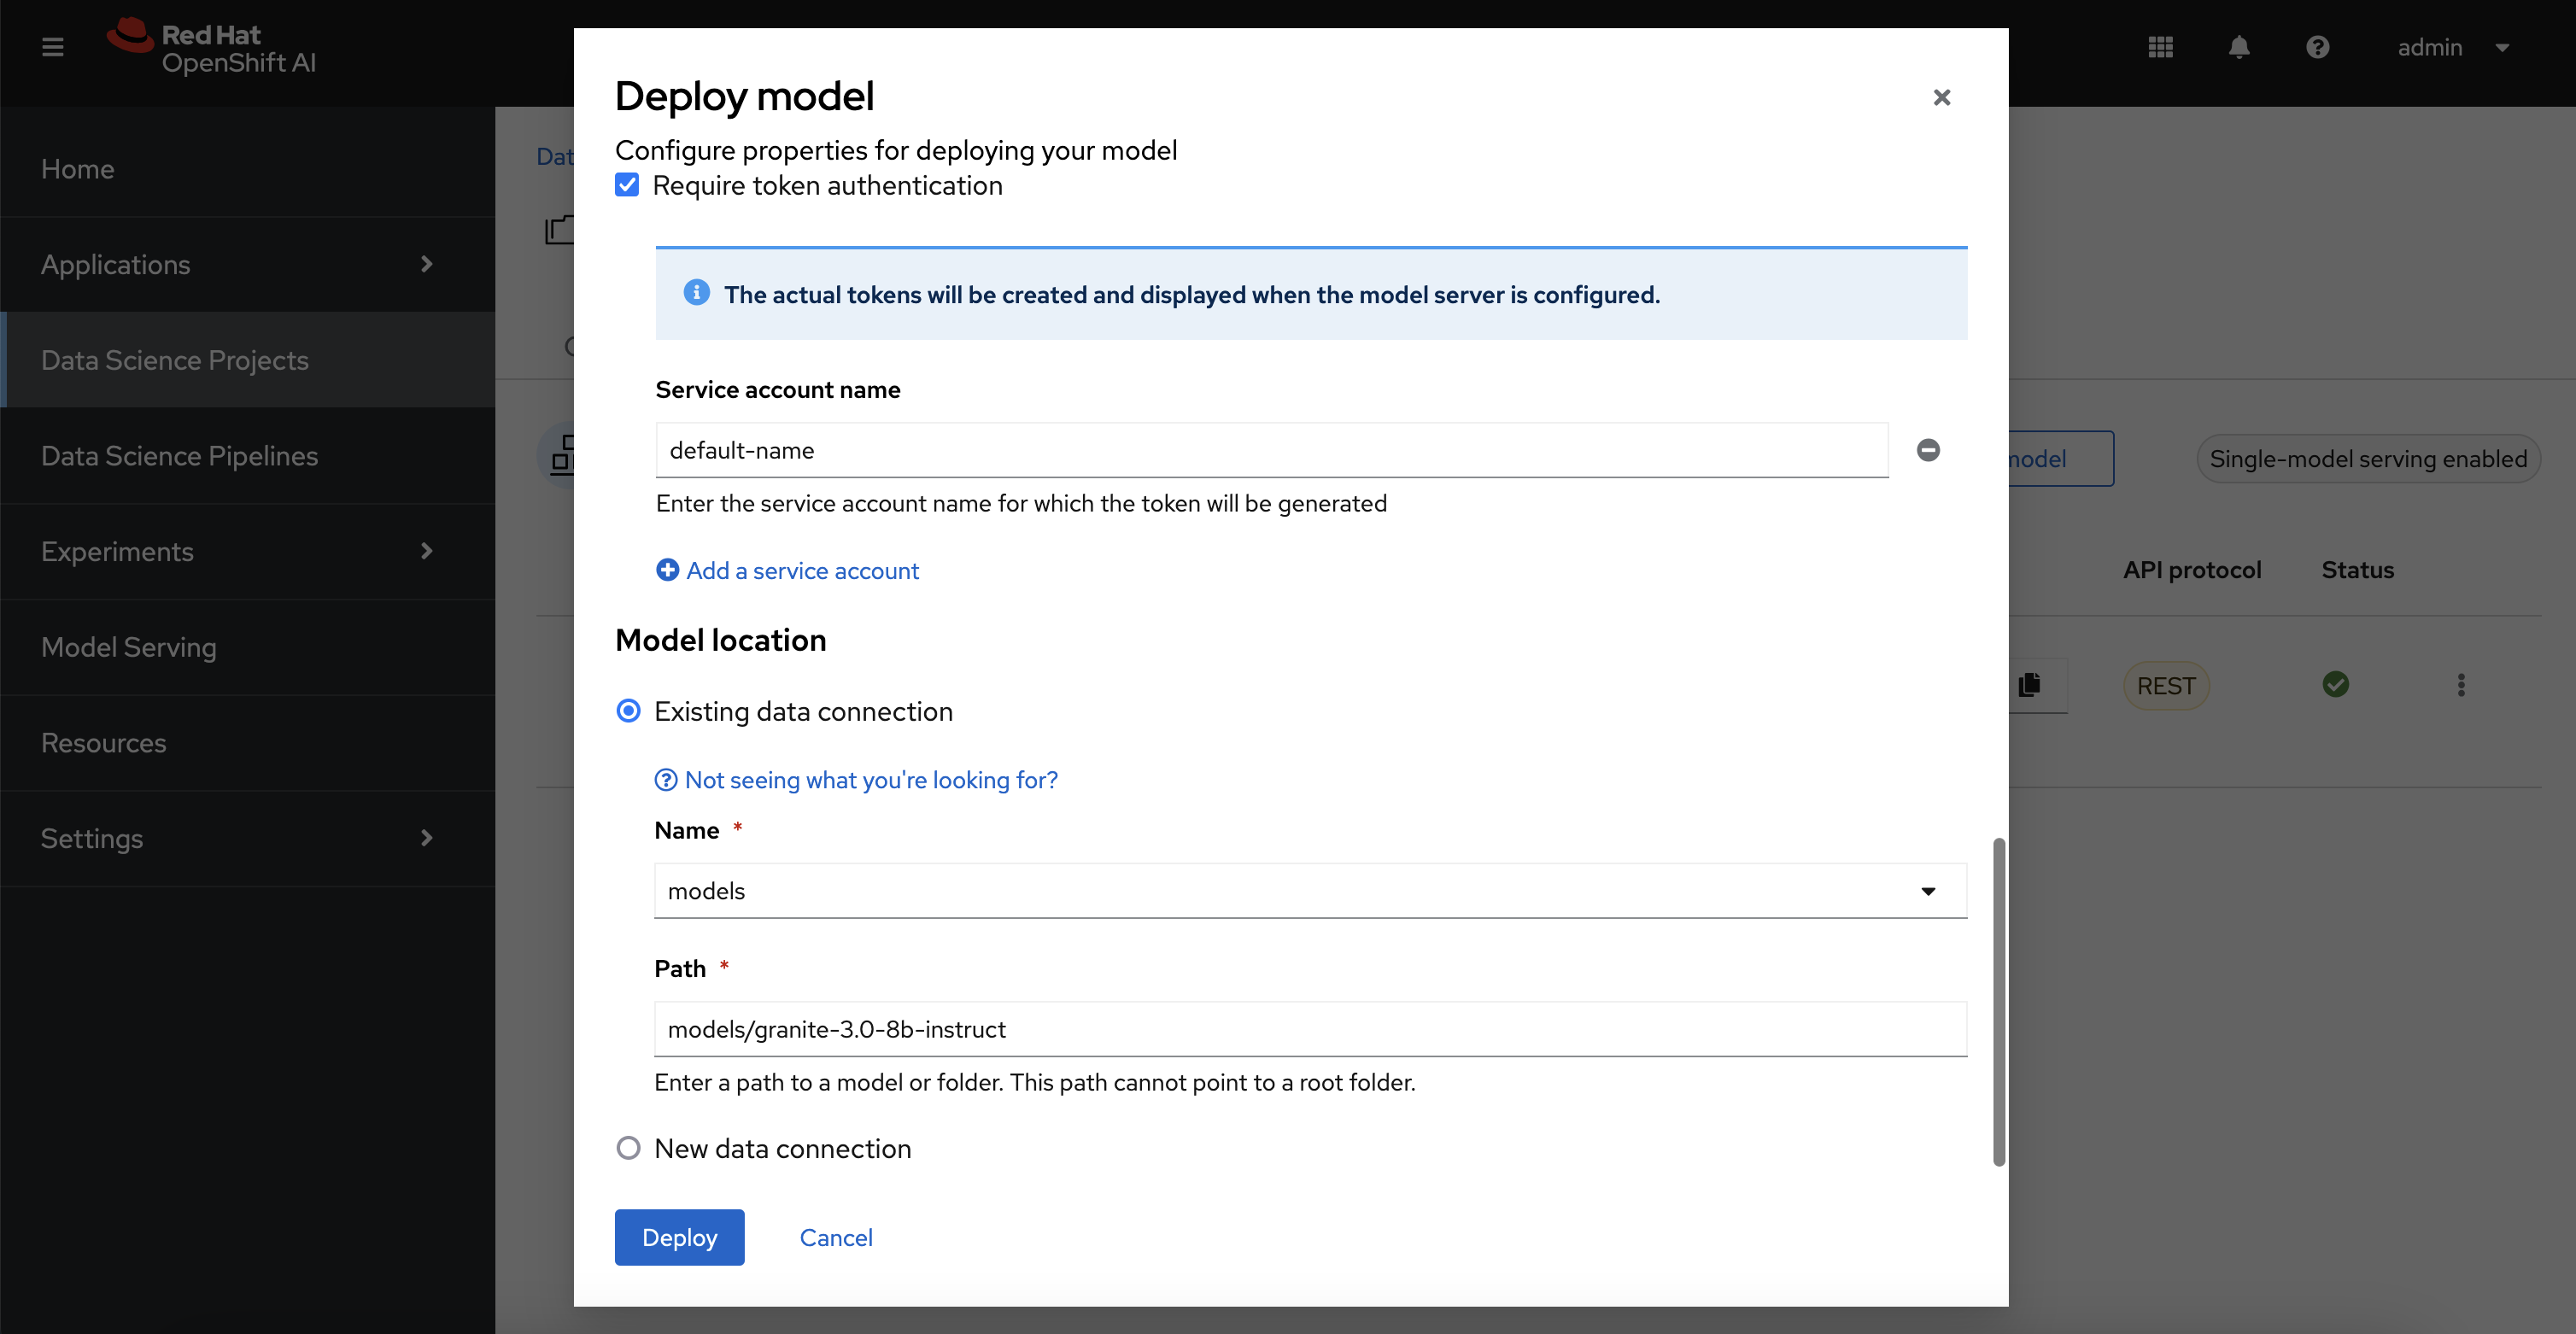 Red Hat
OpenShift AI
admin
Home
Applications
Data Science Projects
Data Science Pipelines
Experiments
Model Serving
Resources
Settings
Deploy model
Configure properties for deploying your model
Require token authentication
The actual tokens will be created and displayed when the model server is configured.
Service account name
default-name
Enter the service account name for which the token will be generated
Add a service account
Model location
Existing data connection
Not seeing what you're looking for?
Name *
models
Path *
models/granite-3.0-8b-instruct
Enter a path to a model or folder. This path cannot point to a root folder.
New data connection
Deploy
Cancel
Single-model serving enabled
API protocol
Status
REST